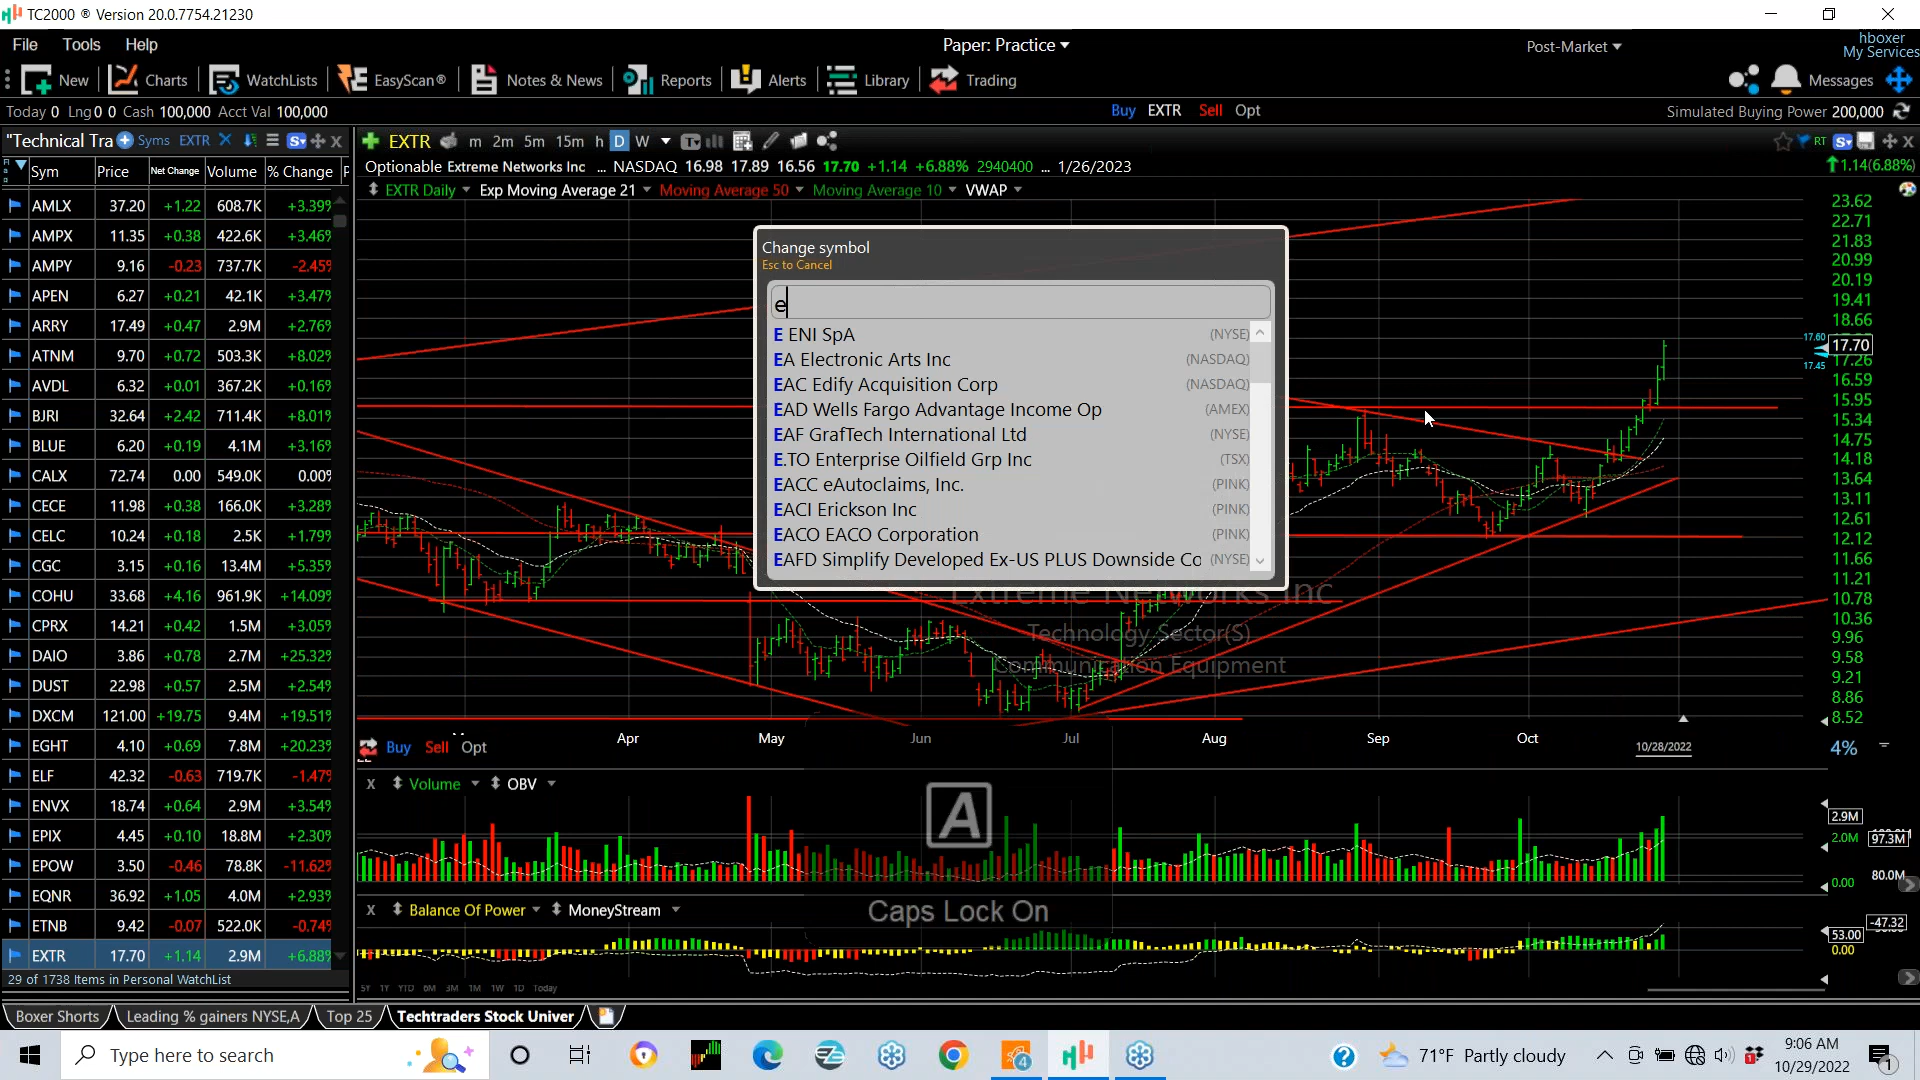 TC2000 ® Version 20.0.7754.21230
File Tools Help
Paper: Practice
Post-Market
hboxer
My Services
New Charts WatchLists EasyScan® Notes & News Reports Alerts Library Trading
Messages
Today 0 Lng 0 0 Cash 100,000 Acct Val 100,000
Buy EXTR Sell Opt
Simulated Buying Power 200,000
"Technical Tra Syms EXTR
EXTR m 2m 5m 15m h D W
RT
Optionable Extreme Networks Inc ... NASDAQ 16.98 17.89 16.56 17.70 +1.14 +6.88% 2940400 ... 1/26/2023
1.14(6.88%)
EXTR Daily Exp Moving Average 21 Moving Average 50 Moving Average 10 VWAP
Sym Price Net Change Volume % Change
AMLX 37.20 +1.22 608.7K +3.39%
AMPX 11.35 +0.38 422.6K +3.46%
AMPY 9.16 -0.23 737.7K -2.45%
APEN 6.27 +0.21 42.1K +3.47%
ARRY 17.49 +0.47 2.9M +2.76%
ATNM 9.70 +0.72 503.3K +8.02%
AVDL 6.32 +0.01 367.2K +0.16%
BJRI 32.64 +2.42 711.4K +8.01%
BLUE 6.20 +0.19 4.1M +3.16%
CALX 72.74 0.00 549.0K 0.00%
CECE 11.98 +0.38 166.0K +3.28%
CELC 10.24 +0.18 2.5K +1.79%
CGC 3.15 +0.16 13.4M +5.35%
COHU 33.68 +4.16 961.9K +14.09%
CPRX 14.21 +0.42 1.5M +3.05%
DAIO 3.86 +0.78 2.7M +25.32%
DUST 22.98 +0.57 2.5M +2.54%
DXCM 121.00 +19.75 9.4M +19.51%
EGHT 4.10 +0.69 7.8M +20.23%
ELF 42.32 -0.63 719.7K -1.47%
ENVX 18.74 +0.64 2.9M +3.54%
EPIX 4.45 +0.10 18.8M +2.30%
EPOW 3.50 -0.46 78.8K -11.62%
EQNR 36.92 +1.05 4.0M +2.93%
ETNB 9.42 -0.07 522.0K -0.74%
EXTR 17.70 +1.14 2.9M +6.88%
29 of 1738 Items in Personal WatchList
Change symbol
Esc to Cancel
e
E ENI SpA (NYSE)
EA Electronic Arts Inc (NASDAQ)
EAC Edify Acquisition Corp (NASDAQ)
EAD Wells Fargo Advantage Income Op (AMEX)
EAF GrafTech International Ltd (NYSE)
E.TO Enterprise Oilfield Grp Inc (TSX)
EACC eAutoclaims, Inc. (PINK)
EACI Erickson Inc (PINK)
EACO EACO Corporation (PINK)
EAFD Simplify Developed Ex-US PLUS Downside Co (NYSE)
Extreme Networks Inc
Technology Sector(S)
Communication Equipment
23.62
22.71
21.83
20.99
20.19
19.41
18.66
17.60
17.70
17.26
17.45
16.59
15.95
15.34
14.75
14.18
13.64
13.11
12.61
12.12
11.66
11.21
10.78
10.36
9.96
9.58
9.21
8.86
8.52
4%
Buy Sell Opt
Apr May Jun Jul Aug Sep Oct
10/28/2022
X Volume OBV
2.9M
2.0M
97.3M
0.00
80.0M
A
Caps Lock On
X Balance Of Power MoneyStream
-47.32
53.00
0.00
5Y 1Y YTD 6M 3M 1M 1W 1D Today
Boxer Shorts Leading % gainers NYSE,A Top 25 Techtraders Stock Univer
Type here to search
4
71°F Partly cloudy
9:06 AM
10/29/2022
1